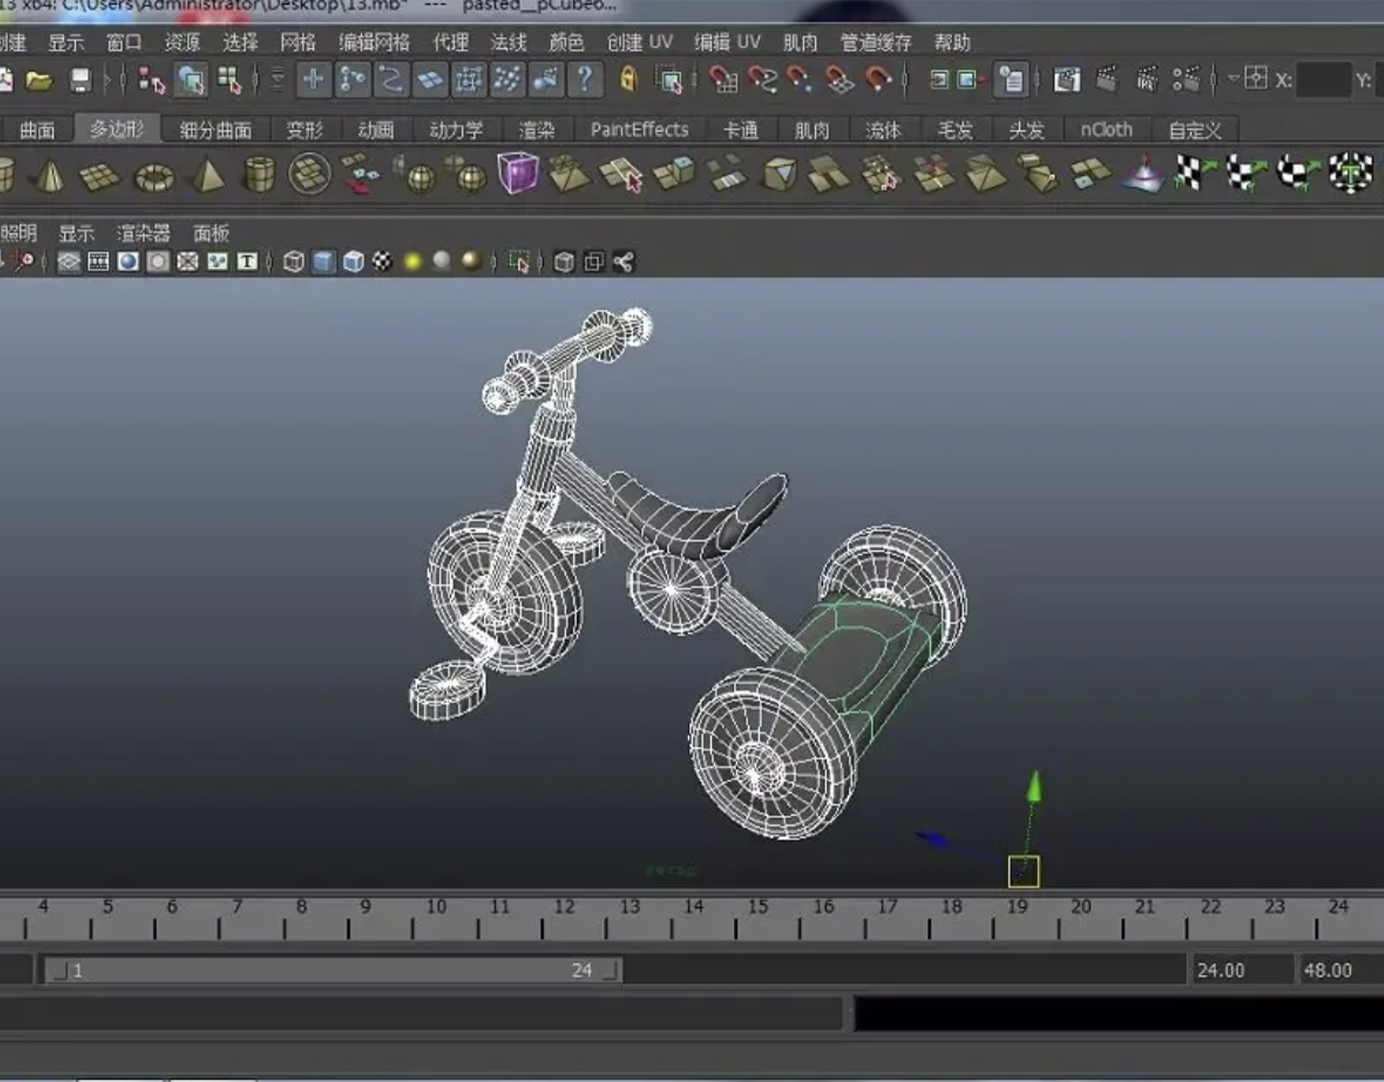 13 x64: C:\Users\Administrator\Desktop\13.mb* --- pasted__pCube6...
创建 显示 窗口 资源 选择 网格 编辑网格 代理 法线 颜色 创建 UV 编辑 UV 肌肉 管道缓存 帮助
X: Y:
曲面 多边形 细分曲面 变形 动画 动力学 渲染 PaintEffects 卡通 肌肉 流体 毛发 头发 nCloth 自定义
照明 显示 渲染器 面板
4 5 6 7 8 9 10 11 12 13 14 15 16 17 18 19 20 21 22 23 24
1 24 24.00 48.00